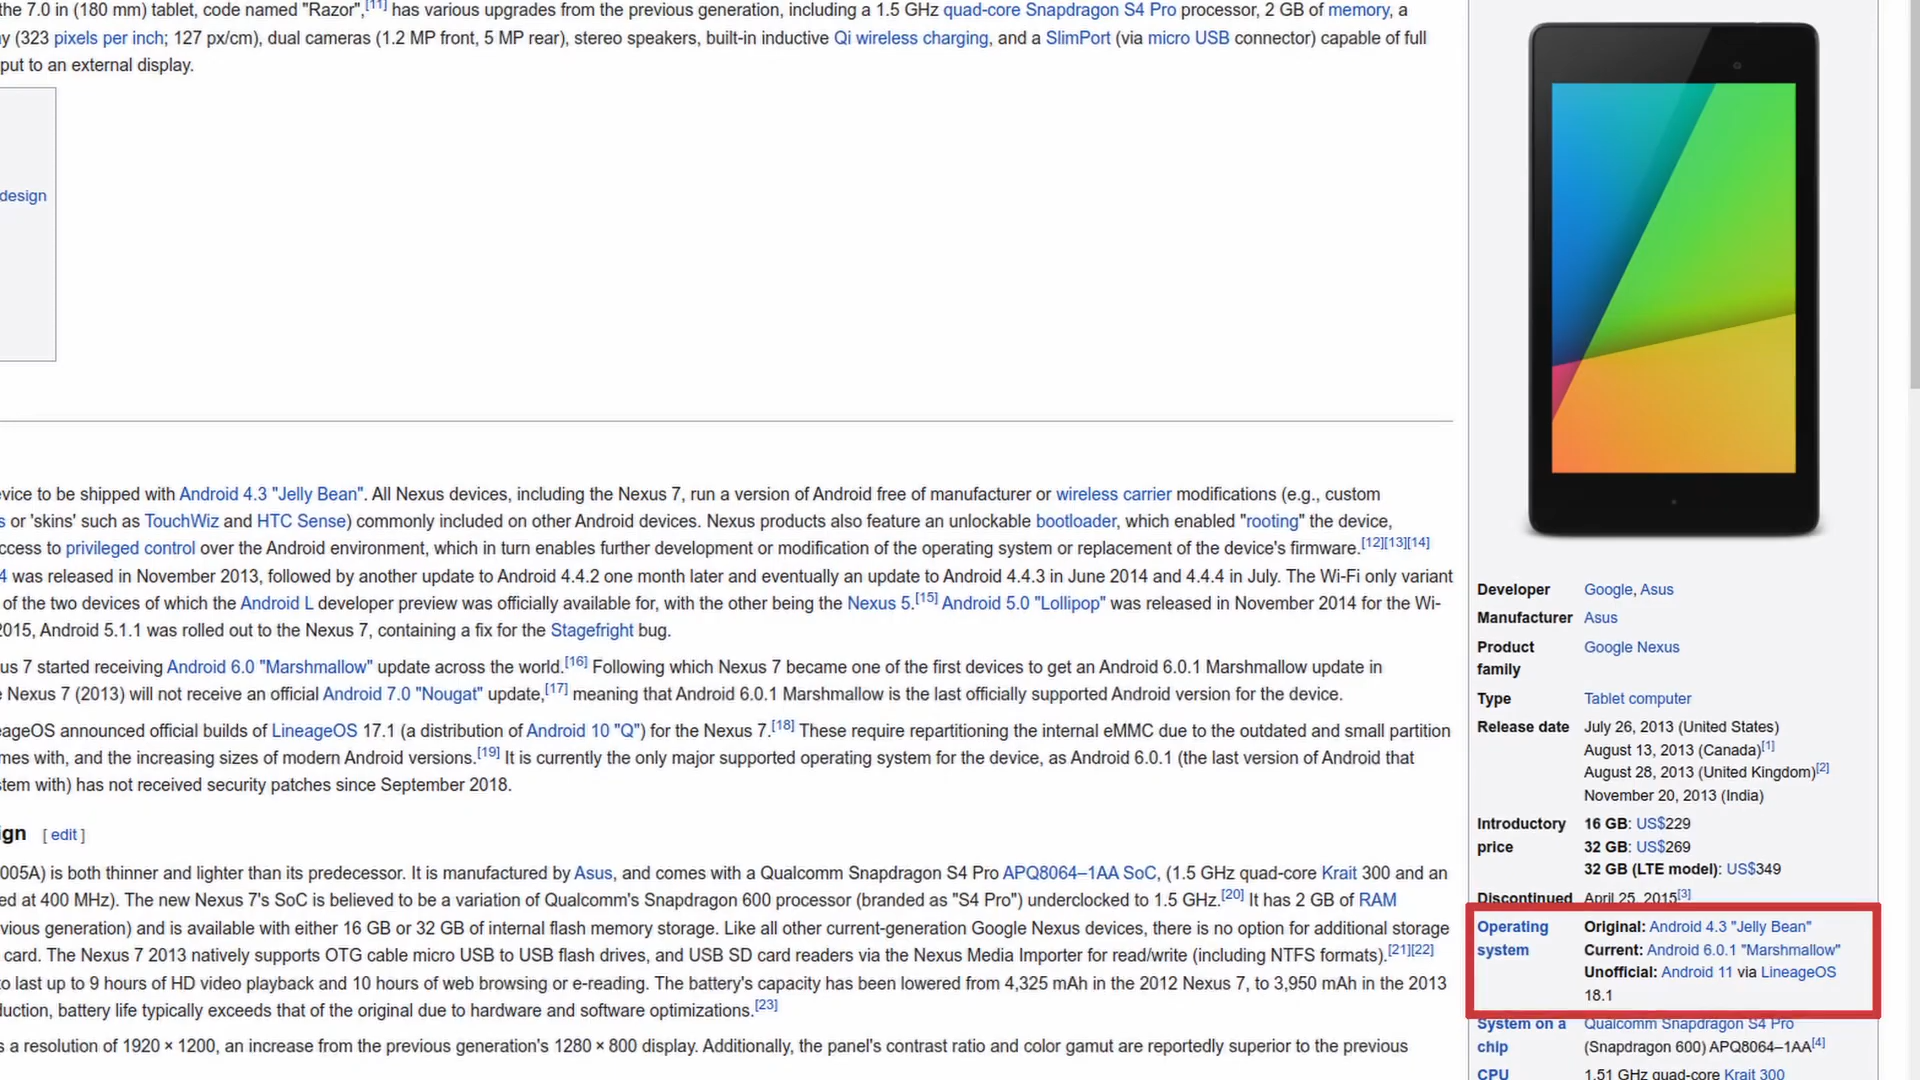 the 7.0 in (180 mm) tablet, code named "Razor",[11] has various upgrades from the previous generation, including a 1.5 GHz quad-core Snapdragon S4 Pro processor, 2 GB of memory, a
y (323 pixels per inch; 127 px/cm), dual cameras (1.2 MP front, 5 MP rear), stereo speakers, built-in inductive Qi wireless charging, and a SlimPort (via micro USB connector) capable of full
put to an external display.
design
evice to be shipped with Android 4.3 "Jelly Bean". All Nexus devices, including the Nexus 7, run a version of Android free of manufacturer or wireless carrier modifications (e.g., custom
s or 'skins' such as TouchWiz and HTC Sense) commonly included on other Android devices. Nexus products also feature an unlockable bootloader, which enabled "rooting" the device,
ccess to privileged control over the Android environment, which in turn enables further development or modification of the operating system or replacement of the device's firmware.[12][13][14]
4 was released in November 2013, followed by another update to Android 4.4.2 one month later and eventually an update to Android 4.4.3 in June 2014 and 4.4.4 in July. The Wi-Fi only variant
of the two devices of which the Android L developer preview was officially available for, with the other being the Nexus 5.[15] Android 5.0 "Lollipop" was released in November 2014 for the Wi-
2015, Android 5.1.1 was rolled out to the Nexus 7, containing a fix for the Stagefright bug.
us 7 started receiving Android 6.0 "Marshmallow" update across the world.[16] Following which Nexus 7 became one of the first devices to get an Android 6.0.1 Marshmallow update in
e Nexus 7 (2013) will not receive an official Android 7.0 "Nougat" update,[17] meaning that Android 6.0.1 Marshmallow is the last officially supported Android version for the device.
eageOS announced official builds of LineageOS 17.1 (a distribution of Android 10 "Q") for the Nexus 7.[18] These require repartitioning the internal eMMC due to the outdated and small partition
mes with, and the increasing sizes of modern Android versions.[19] It is currently the only major supported operating system for the device, as Android 6.0.1 (the last version of Android that
stem with) has not received security patches since September 2018.
ign [ edit ]
005A) is both thinner and lighter than its predecessor. It is manufactured by Asus, and comes with a Qualcomm Snapdragon S4 Pro APQ8064–1AA SoC, (1.5 GHz quad-core Krait 300 and an
ed at 400 MHz). The new Nexus 7's SoC is believed to be a variation of Qualcomm's Snapdragon 600 processor (branded as "S4 Pro") underclocked to 1.5 GHz.[20] It has 2 GB of RAM
vious generation) and is available with either 16 GB or 32 GB of internal flash memory storage. Like all other current-generation Google Nexus devices, there is no option for additional storage
card. The Nexus 7 2013 natively supports OTG cable micro USB to USB flash drives, and USB SD card readers via the Nexus Media Importer for read/write (including NTFS formats).[21][22]
o last up to 9 hours of HD video playback and 10 hours of web browsing or e-reading. The battery's capacity has been lowered from 4,325 mAh in the 2012 Nexus 7, to 3,950 mAh in the 2013
duction, battery life typically exceeds that of the original due to hardware and software optimizations.[23]
s a resolution of 1920 × 1200, an increase from the previous generation's 1280 × 800 display. Additionally, the panel's contrast ratio and color gamut are reportedly superior to the previous
Developer Google, Asus
Manufacturer Asus
Product family Google Nexus
Type Tablet computer
Release date July 26, 2013 (United States)
August 13, 2013 (Canada)[1]
August 28, 2013 (United Kingdom)[2]
November 20, 2013 (India)
Introductory 16 GB: US$229
price 32 GB: US$269
32 GB (LTE model): US$349
Discontinued April 25, 2015[3]
Operating Original: Android 4.3 "Jelly Bean"
system Current: Android 6.0.1 "Marshmallow"
Unofficial: Android 11 via LineageOS
18.1
System on a Qualcomm Snapdragon S4 Pro
chip (Snapdragon 600) APQ8064–1AA[4]
CPU 1.51 GHz quad-core Krait 300